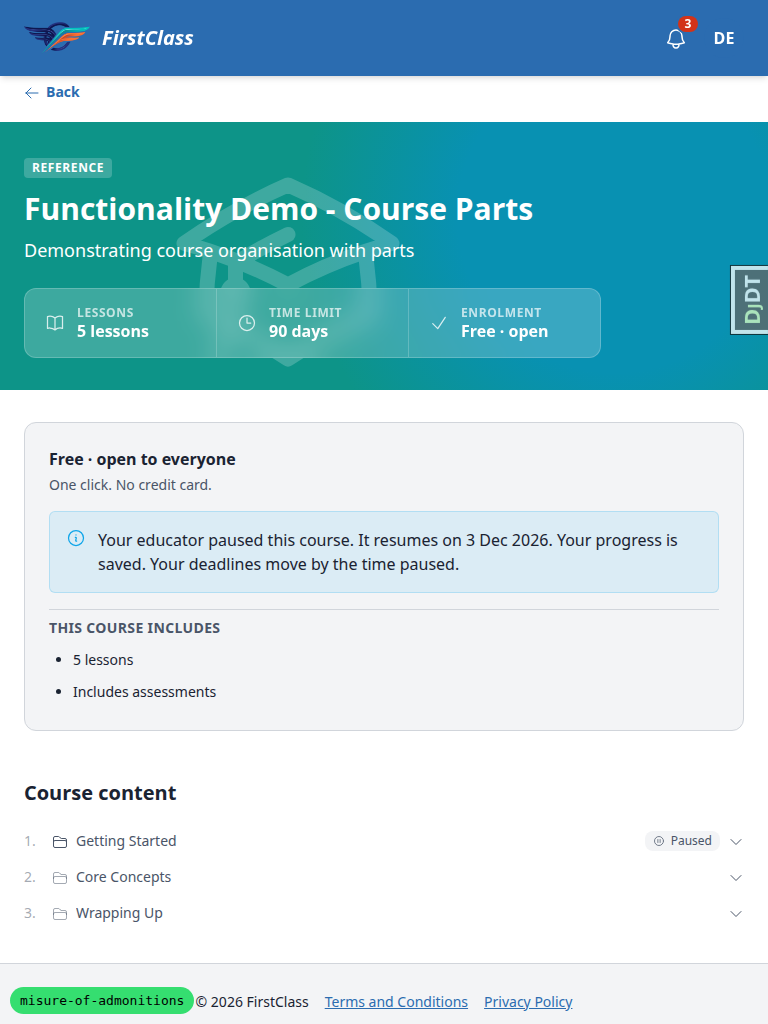 FirstClass
3
DE
Back
REFERENCE
Functionality Demo - Course Parts
Demonstrating course organisation with parts
LESSONS
5 lessons
TIME LIMIT
90 days
ENROLMENT
Free · open
DjDT
Free · open to everyone
One click. No credit card.
Your educator paused this course. It resumes on 3 Dec 2026. Your progress is
saved. Your deadlines move by the time paused.
THIS COURSE INCLUDES
• 5 lessons
• Includes assessments
Course content
1. Getting Started
Paused
2. Core Concepts
3. Wrapping Up
misure-of-admonitions
© 2026 FirstClass Terms and Conditions Privacy Policy